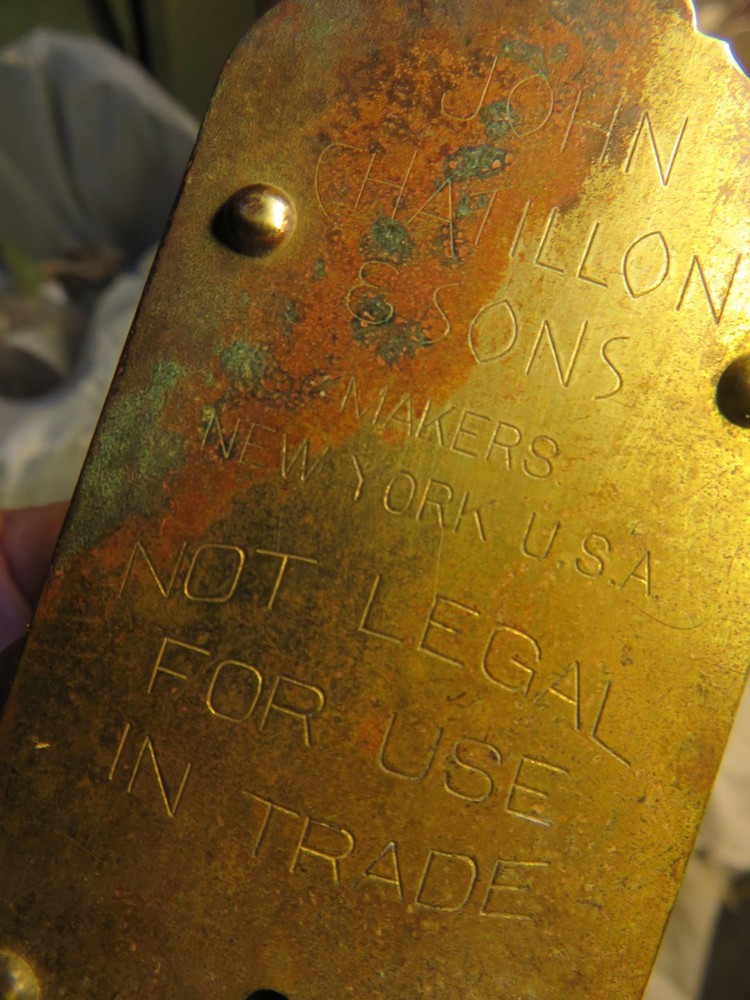 JOHN
CHATILLON
& SONS
MAKERS.
NEW YORK U.S.A.
NOT LEGAL
FOR USE
IN TRADE